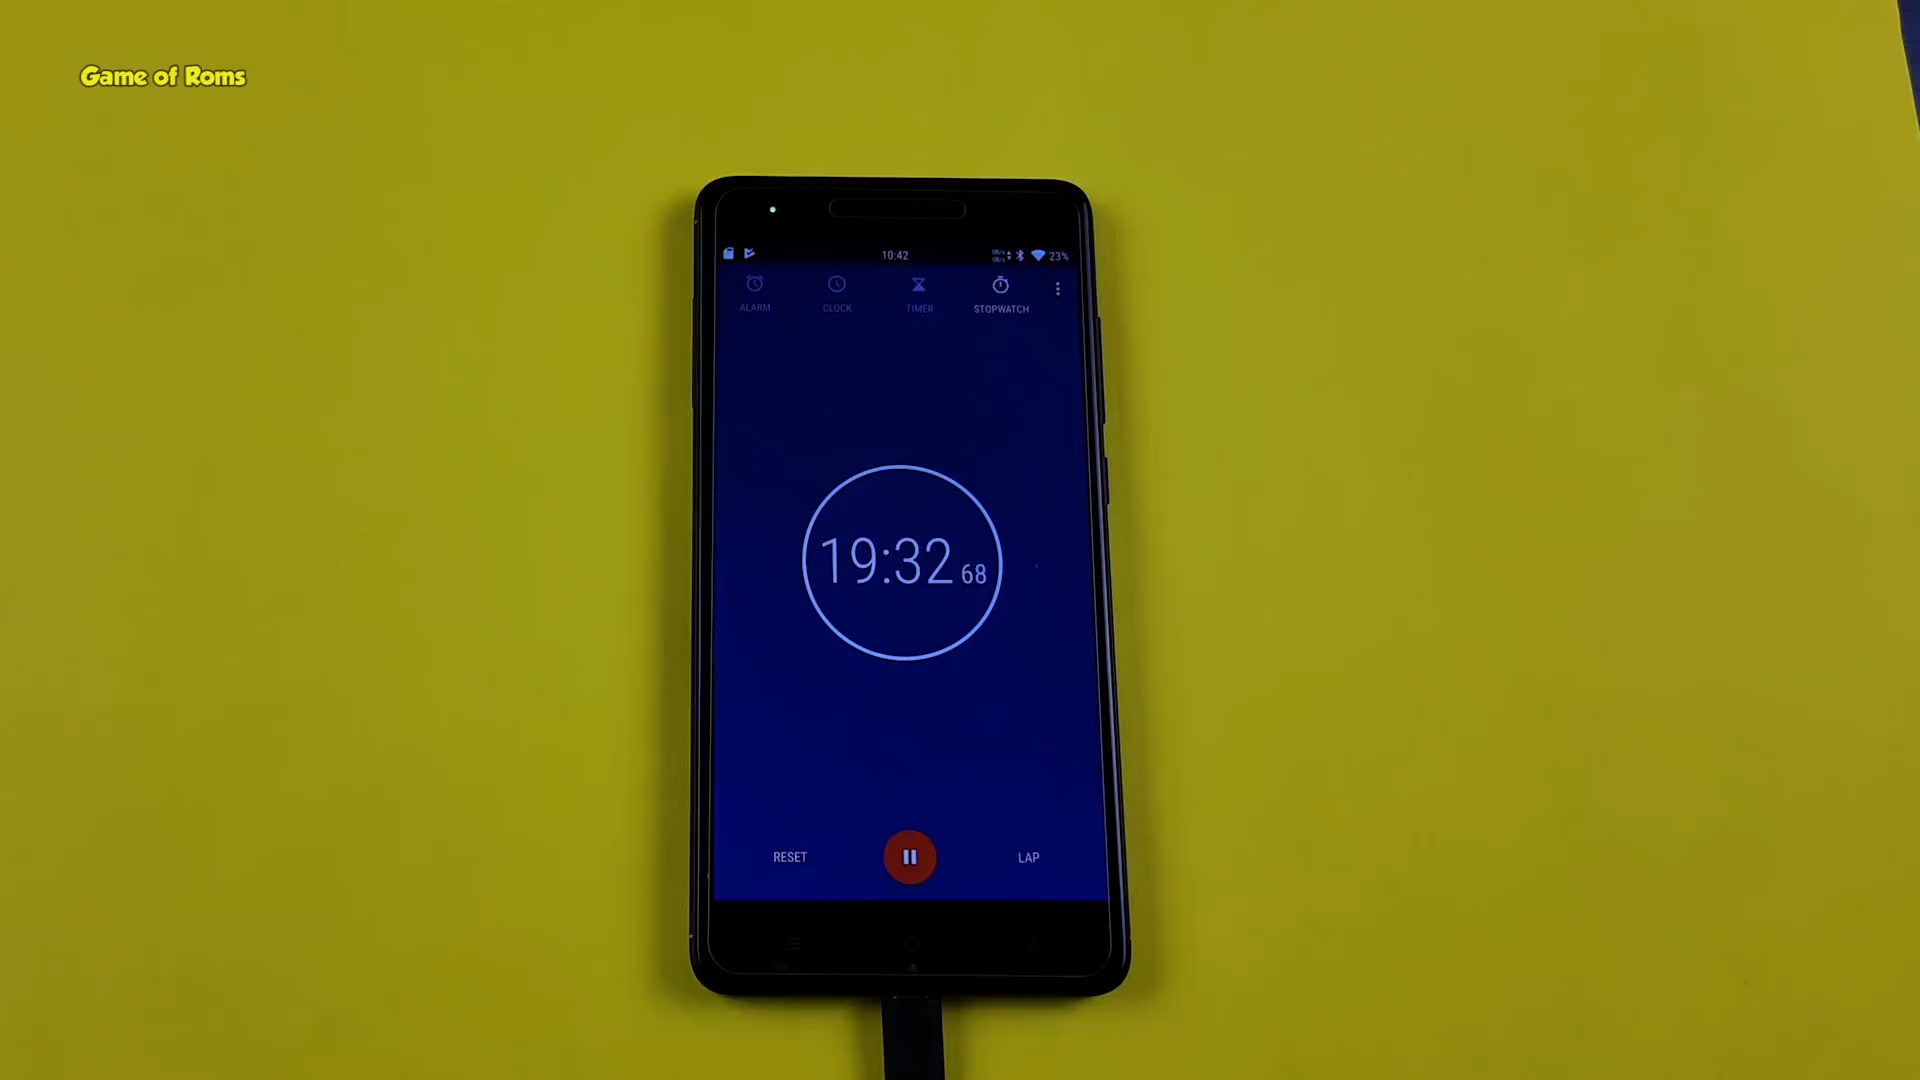 Game of Roms
10:42
23%
ALARM
CLOCK
TIMER
STOPWATCH
19:32 68
RESET
LAP